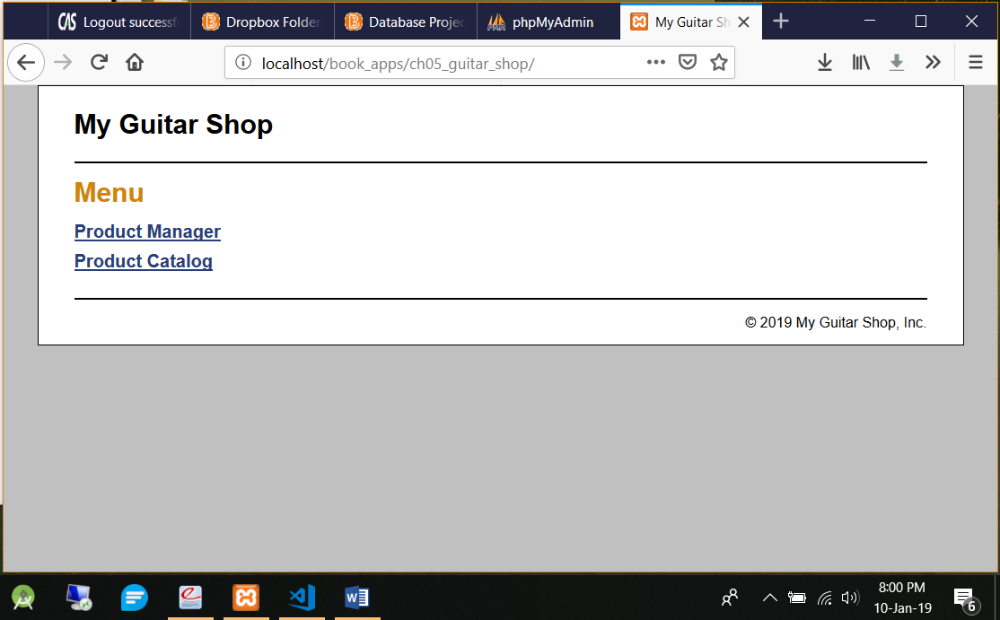 CAS Logout successf Dropbox Folder Database Projec phpMyAdmin My Guitar Sh
localhost/book_apps/ch05_guitar_shop/
My Guitar Shop
Menu
Product Manager
Product Catalog
© 2019 My Guitar Shop, Inc.
8:00 PM
10-Jan-19
6